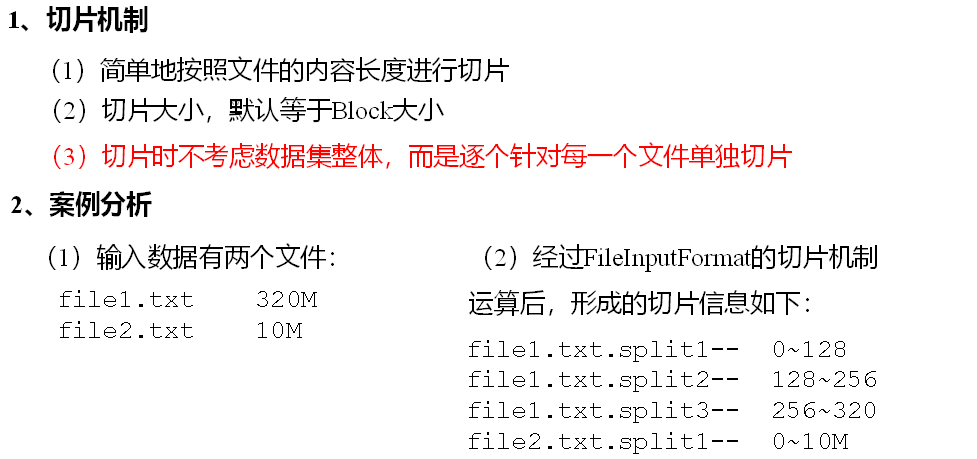 1、切片机制
（1）简单地按照文件的内容长度进行切片
（2）切片大小，默认等于Block大小
（3）切片时不考虑数据集整体，而是逐个针对每一个文件单独切片
2、案例分析
（1）输入数据有两个文件：
file1.txt 320M
file2.txt 10M
（2）经过FileInputFormat的切片机制
运算后，形成的切片信息如下：
file1.txt.split1-- 0~128
file1.txt.split2-- 128~256
file1.txt.split3-- 256~320
file2.txt.split1-- 0~10M